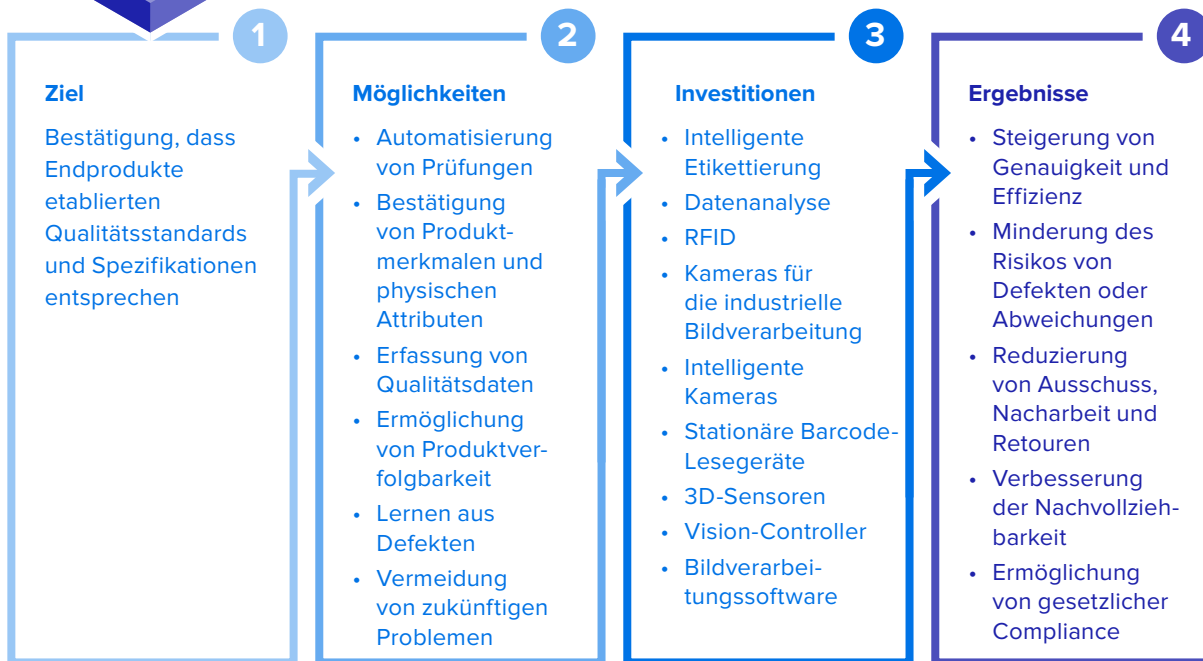 1
Ziel
Bestätigung, dass
Endprodukte
etablierten
Qualitätsstandards
und Spezifikationen
entsprechen
2
Möglichkeiten
• Automatisierung
von Prüfungen
• Bestätigung
von Produkt-
merkmalen und
physischen
Attributen
• Erfassung von
Qualitätsdaten
• Ermöglichung
von Produktver-
folgbarkeit
• Lernen aus
Defekten
• Vermeidung
von zukünftigen
Problemen
3
Investitionen
• Intelligente
Etikettierung
• Datenanalyse
• RFID
• Kameras für
die industrielle
Bildverarbeitung
• Intelligente
Kameras
• Stationäre Barcode-
Lesegeräte
• 3D-Sensoren
• Vision-Controller
• Bildverarbei-
tungssoftware
4
Ergebnisse
• Steigerung von
Genauigkeit und
Effizienz
• Minderung des
Risikos von
Defekten oder
Abweichungen
• Reduzierung
von Ausschuss,
Nacharbeit und
Retouren
• Verbesserung
der Nachvollzieh-
barkeit
• Ermöglichung
von gesetzlicher
Compliance